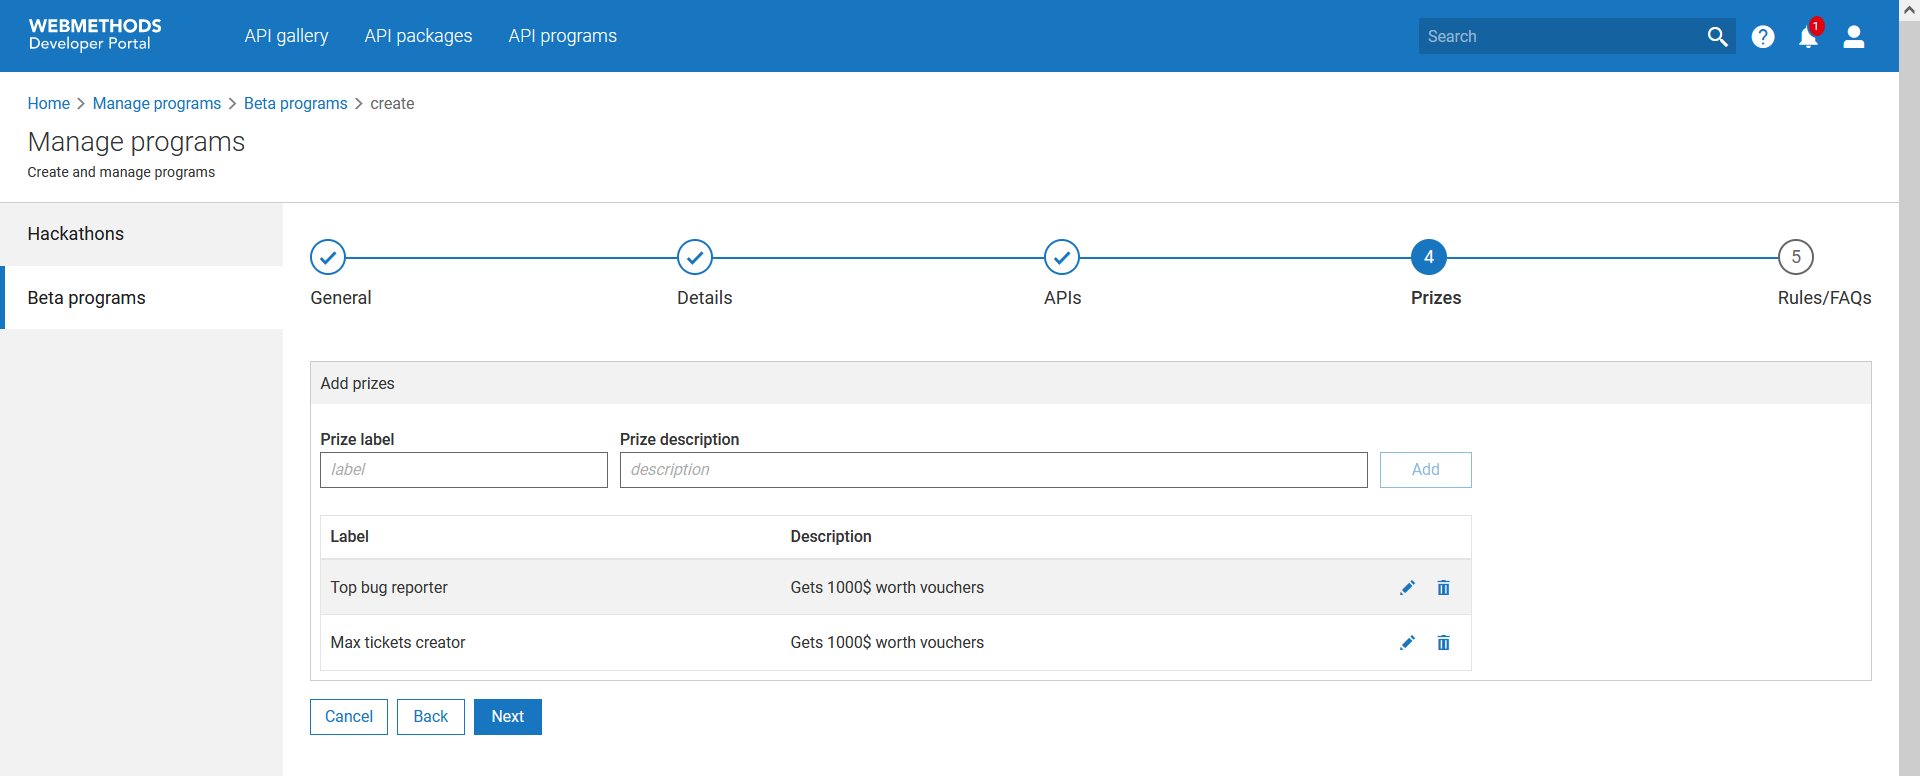 WEBMETHODS
Developer Portal
API gallery API packages API programs
Search
?
1
Home > Manage programs > Beta programs > create
Manage programs
Create and manage programs
Hackathons
Beta programs
4
5
General Details APIs Prizes Rules/FAQs
Add prizes
Prize label Prize description
label description Add
Label Description
Top bug reporter Gets 1000$ worth vouchers
Max tickets creator Gets 1000$ worth vouchers
Cancel Back Next